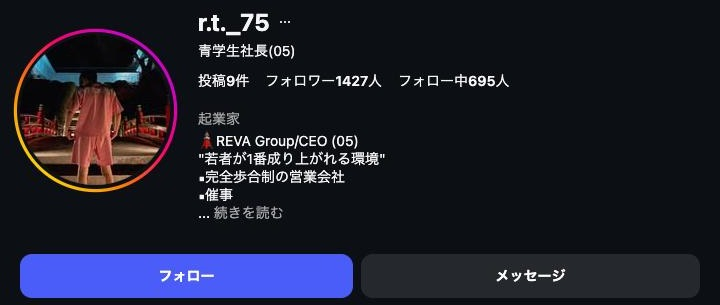 r.t._75 ...
青学生社長(05)
投稿9件 フォロワー1427人 フォロー中695人
起業家
🗼REVA Group/CEO (05)
"若者が1番成り上がれる環境"
▪️完全歩合制の営業会社
▪️催事
... 続きを読む
フォロー メッセージ